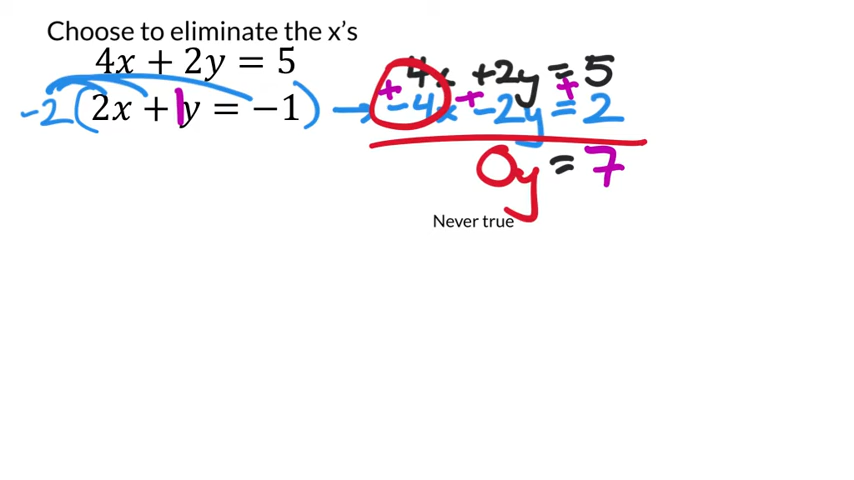 Choose to eliminate the x's
4x + 2y = 5
-2(2x + 1y = −1) →
4x +2y = 5
+ -4x + -2y = + 2
0y = 7
Never true